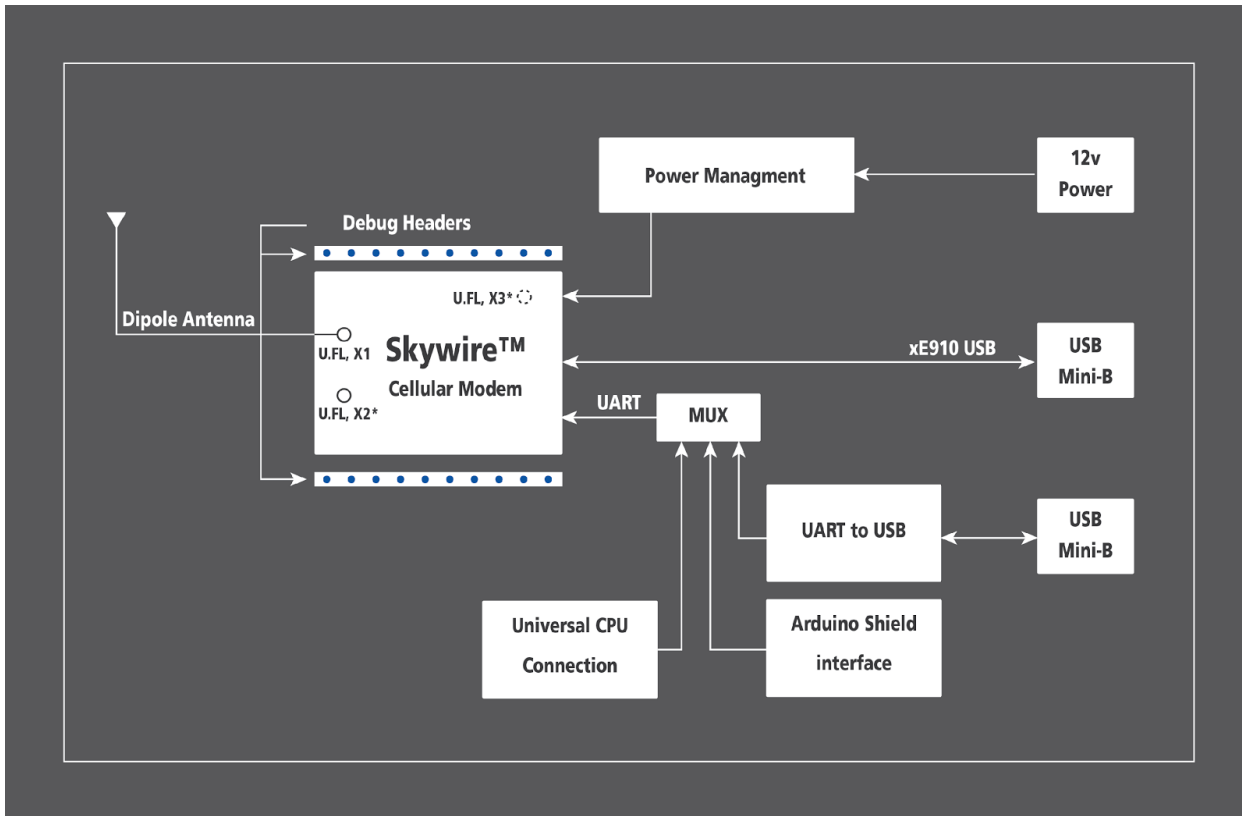 12v
Power
Power Managment
Debug Headers
U.FL, X3*
Dipole Antenna
U.FL, X1
Skywire™
Cellular Modem
U.FL, X2*
xE910 USB
USB
Mini-B
UART
MUX
UART to USB
USB
Mini-B
Universal CPU
Connection
Arduino Shield
interface